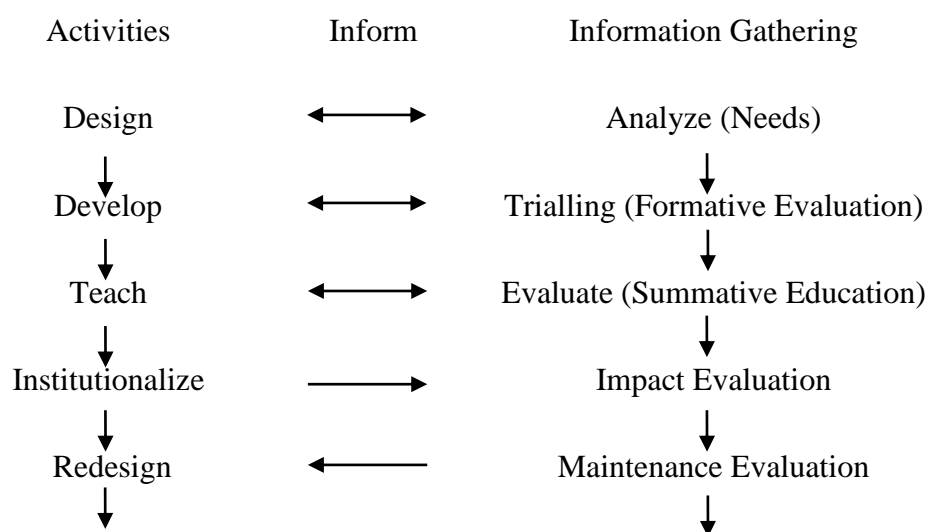 Activities Inform Information Gathering
Design Analyze (Needs)
Develop Trialling (Formative Evaluation)
Teach Evaluate (Summative Education)
Institutionalize Impact Evaluation
Redesign Maintenance Evaluation